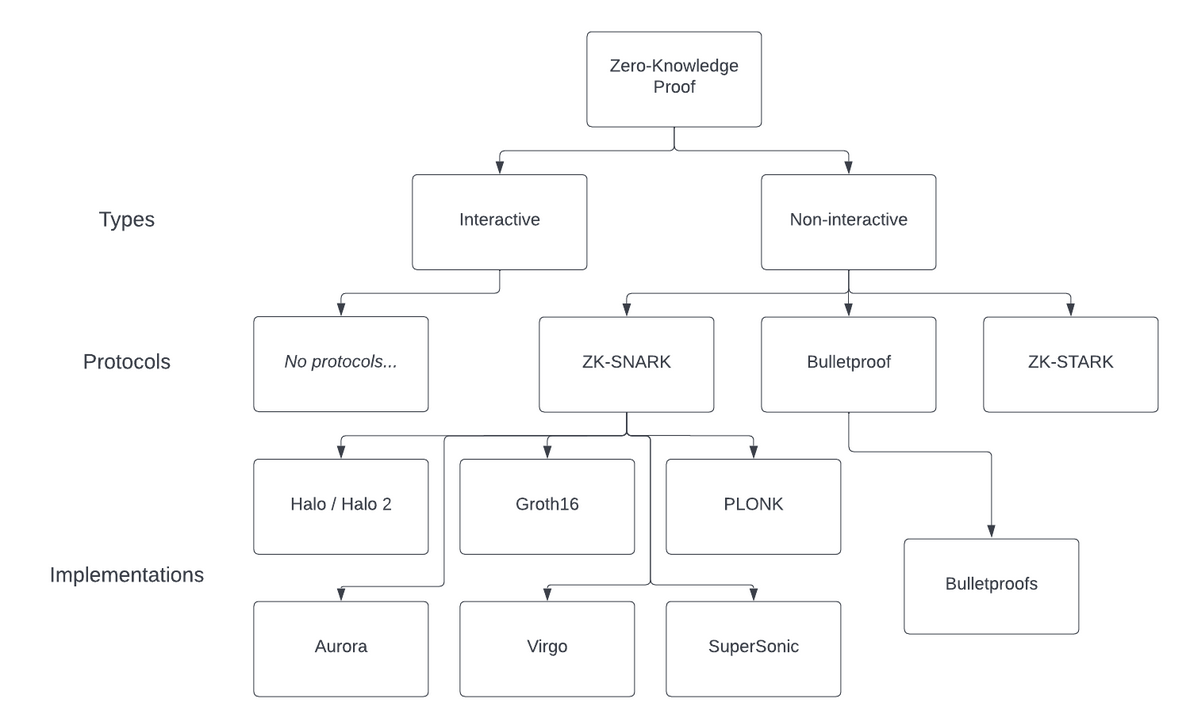 Zero-Knowledge
Proof
Types
Interactive
Non-interactive
Protocols
No protocols...
ZK-SNARK
Bulletproof
ZK-STARK
Halo / Halo 2
Groth16
PLONK
Implementations
Bulletproofs
Aurora
Virgo
SuperSonic